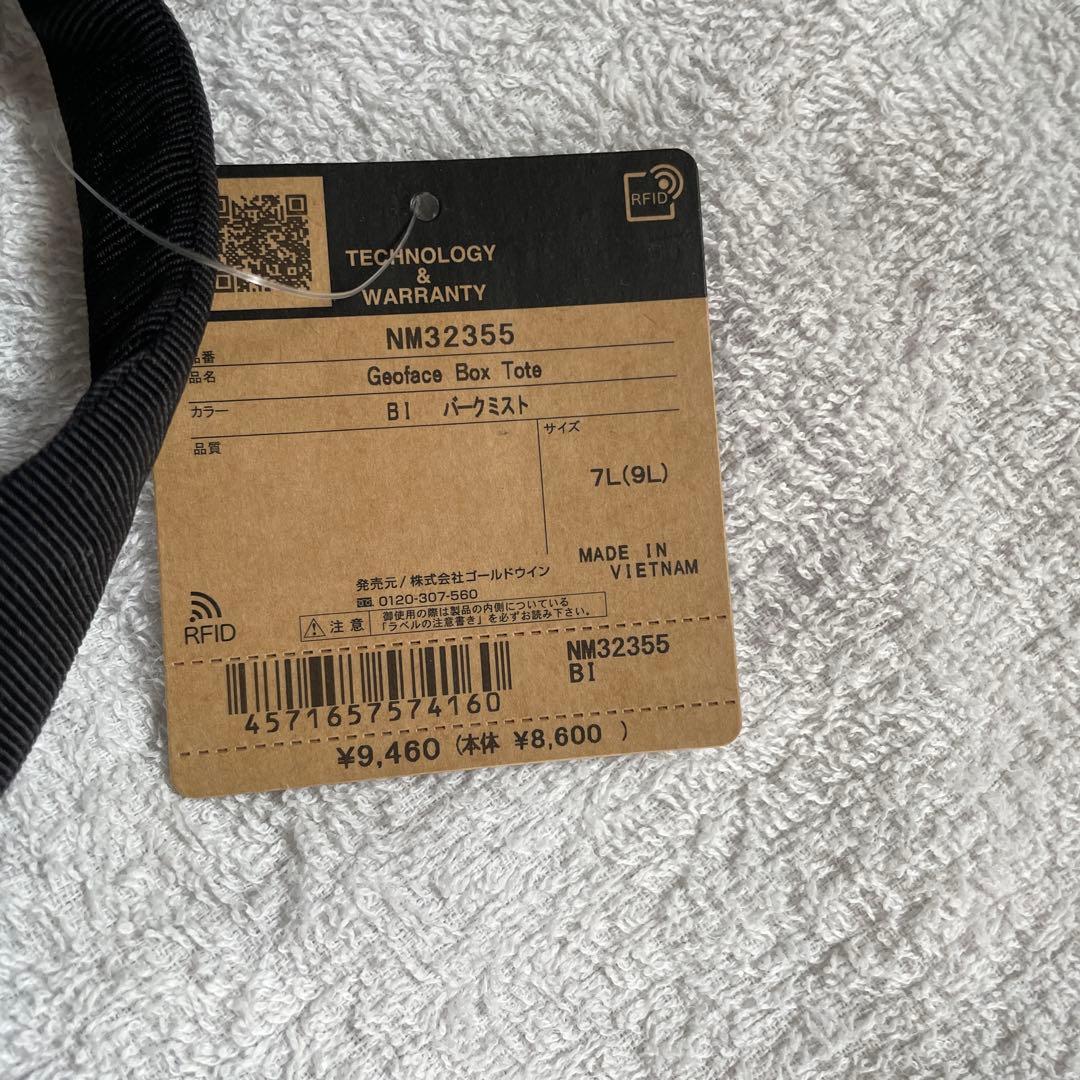 RFID
TECHNOLOGY
&
WARRANTY
品番 NM32355
品名 Geoface Box Tote
カラー BI パークミスト
品質
サイズ
7L(9L)
MADE IN
VIETNAM
発売元/株式会社ゴールドウイン
0120-307-560
注意 御使用の際は製品の内側についている
「ラベルの注意書き」を必ずお読み下さい。
RFID
NM32355
BI
4571657574160
¥9,460 (本体 ¥8,600 )